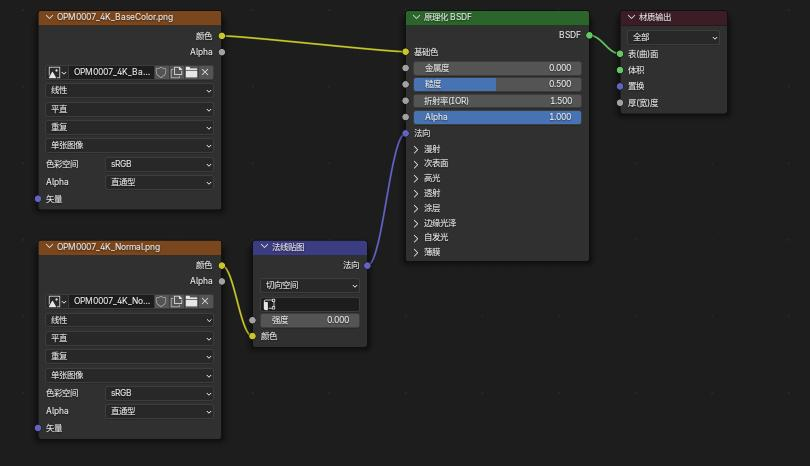 OPM0007_4K_BaseColor.png
颜色
Alpha
OPM0007_4K_Ba...
线性
平直
重复
单张图像
色彩空间 sRGB
Alpha 直通型
矢量
OPM0007_4K_Normal.png
颜色
Alpha
OPM0007_4K_No...
线性
平直
重复
单张图像
色彩空间 sRGB
Alpha 直通型
矢量
法线贴图
法向
切向空间
强度 0.000
颜色
原理化 BSDF
BSDF
基础色
金属度 0.000
糙度 0.500
折射率(IOR) 1.500
Alpha 1.000
法向
漫射
次表面
高光
透射
涂层
边缘光泽
自发光
薄膜
材质输出
全部
表(曲)面
体积
置换
厚(宽)度